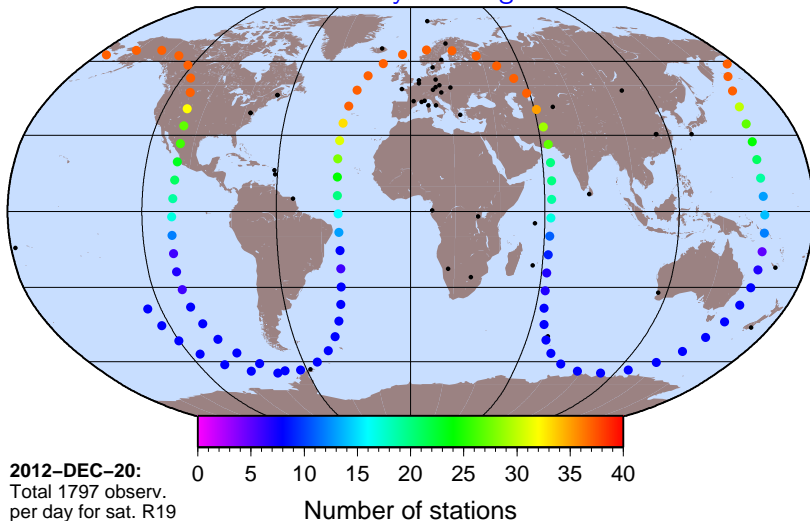 0 5 10 15 20 25 30 35 40
2012–DEC–20:
Total 1797 observ.
per day for sat. R19
Number of stations